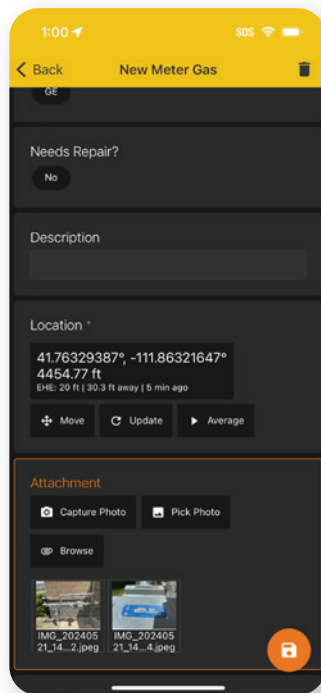 1:00
SOS
Back
New Meter Gas
GE
Needs Repair?
No
Description
Location *
41.76329387°, -111.86321647°
4454.77 ft
EHE: 20 ft | 30.3 ft away | 5 min ago
Move
Update
Average
Attachment
Capture Photo
Pick Photo
Browse
IMG_202405
21_14...2.jpeg
IMG_202405
21_14...4.jpeg